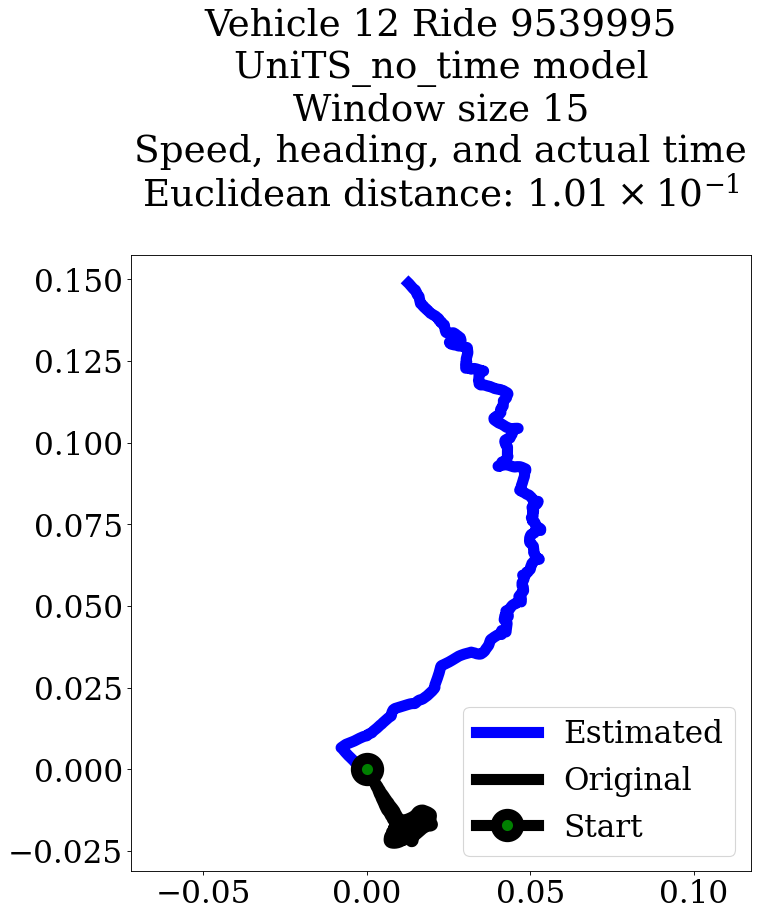 Vehicle 12 Ride 9539995
UniTS_no_time model
Window size 15
Speed, heading, and actual time
Euclidean distance: 1.01 × 10⁻¹
0.150
0.125
0.100
0.075
0.050
0.025
0.000
−0.025
−0.05 0.00 0.05 0.10
Estimated
Original
Start